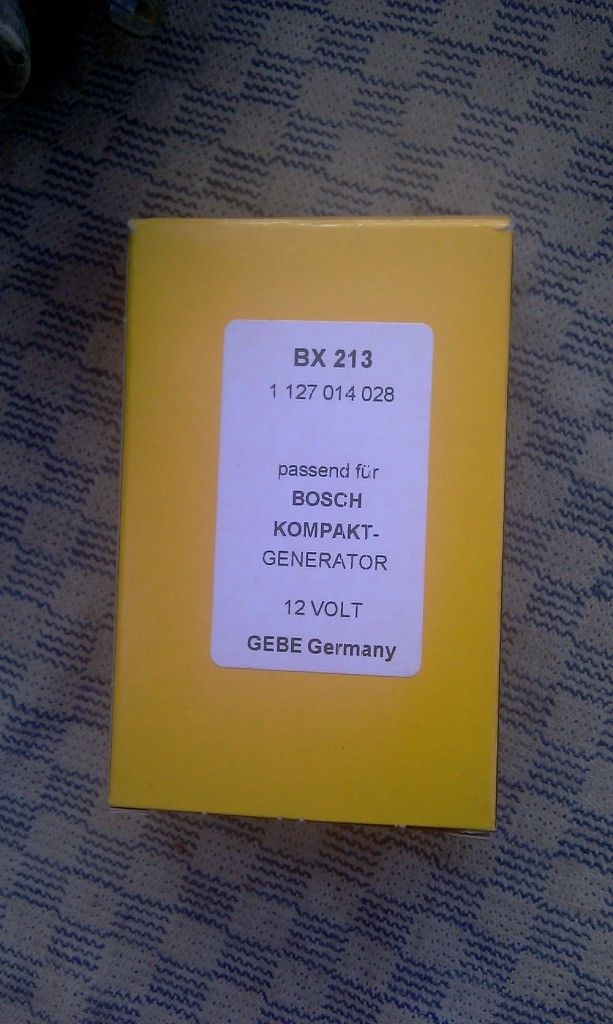 BX 213
1 127 014 028
passend für
BOSCH
KOMPAKT-
GENERATOR
12 VOLT
GEBE Germany